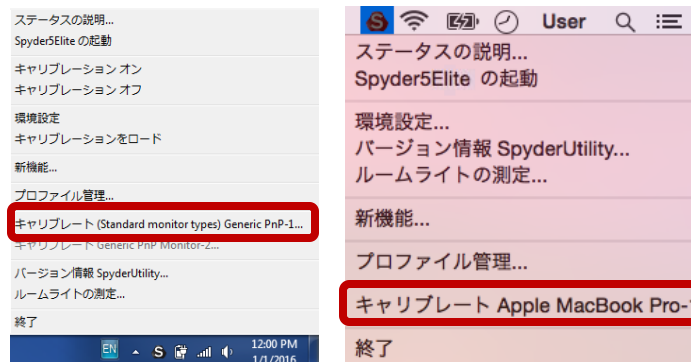 ステータスの説明...
Spyder5Elite の起動
キャリブレーション オン
キャリブレーション オフ
環境設定
キャリブレーションをロード
新機能...
プロファイル管理...
キャリブレート (Standard monitor types) Generic PnP-1...
キャリブレート Generic PnP Monitor-2...
バージョン情報 SpyderUtility...
ルームライトの測定...
終了
EN S 12:00 PM
1/1/2016
S User
ステータスの説明...
Spyder5Elite の起動
環境設定...
バージョン情報 SpyderUtility...
ルームライトの測定...
新機能...
プロファイル管理...
キャリブレート Apple MacBook Pro-1
終了